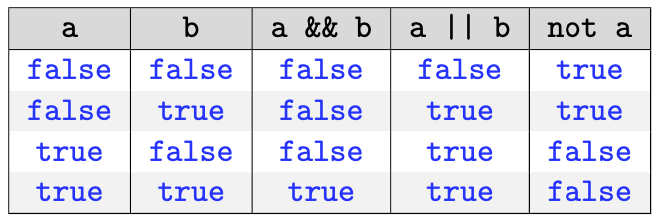 a b a && b a || b not a
false false false false true
false true false true true
true false false true false
true true true true false